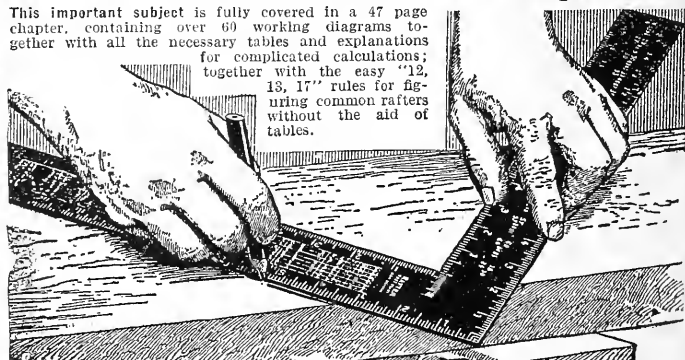 This important subject is fully covered in a 47 page
chapter, containing over 60 working diagrams to-
gether with all the necessary tables and explanations
for complicated calculations;
together with the easy "12,
13, 17" rules for fig-
uring common rafters
without the aid of
tables.